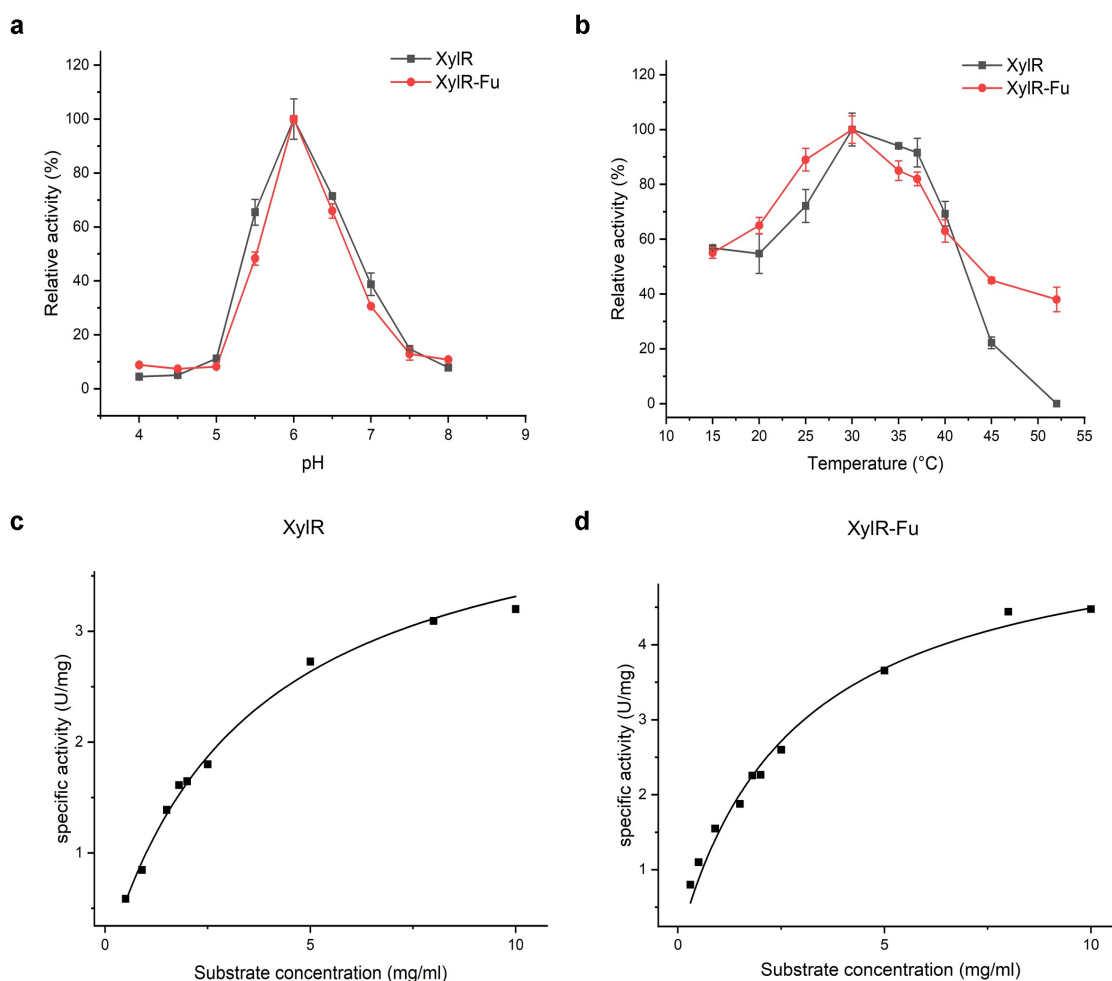 a
XylR
XylR-Fu
120
100
80
60
40
20
0
Relative activity (%)
4 5 6 7 8 9
pH
b
XylR
XylR-Fu
120
100
80
60
40
20
0
Relative activity (%)
10 15 20 25 30 35 40 45 50 55
Temperature (°C)
c
XylR
3
2
1
specific activity (U/mg)
0 5 10
Substrate concentration (mg/ml)
d
XylR-Fu
4
3
2
1
specific activity (U/mg)
0 5 10
Substrate concentration (mg/ml)